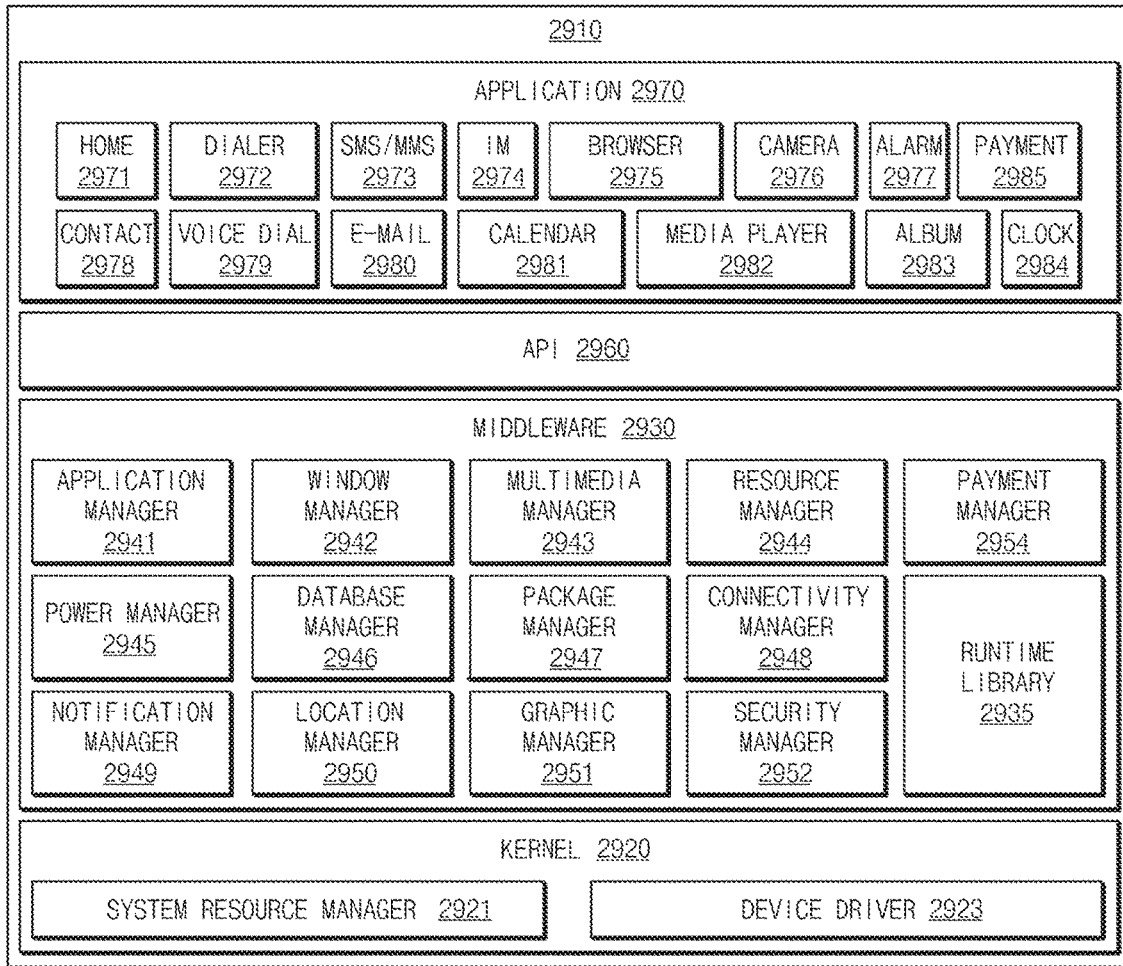 2910
APPLICATION 2970
HOME
2971
DIALER
2972
SMS/MMS
2973
IM
2974
BROWSER
2975
CAMERA
2976
ALARM
2977
PAYMENT
2985
CONTACT
2978
VOICE DIAL
2979
E-MAIL
2980
CALENDAR
2981
MEDIA PLAYER
2982
ALBUM
2983
CLOCK
2984
API 2960
MIDDLEWARE 2930
APPLICATION
MANAGER
2941
WINDOW
MANAGER
2942
MULTIMEDIA
MANAGER
2943
RESOURCE
MANAGER
2944
PAYMENT
MANAGER
2954
POWER MANAGER
2945
DATABASE
MANAGER
2946
PACKAGE
MANAGER
2947
CONNECTIVITY
MANAGER
2948
RUNTIME
LIBRARY
2935
NOTIFICATION
MANAGER
2949
LOCATION
MANAGER
2950
GRAPHIC
MANAGER
2951
SECURITY
MANAGER
2952
KERNEL 2920
SYSTEM RESOURCE MANAGER 2921
DEVICE DRIVER 2923